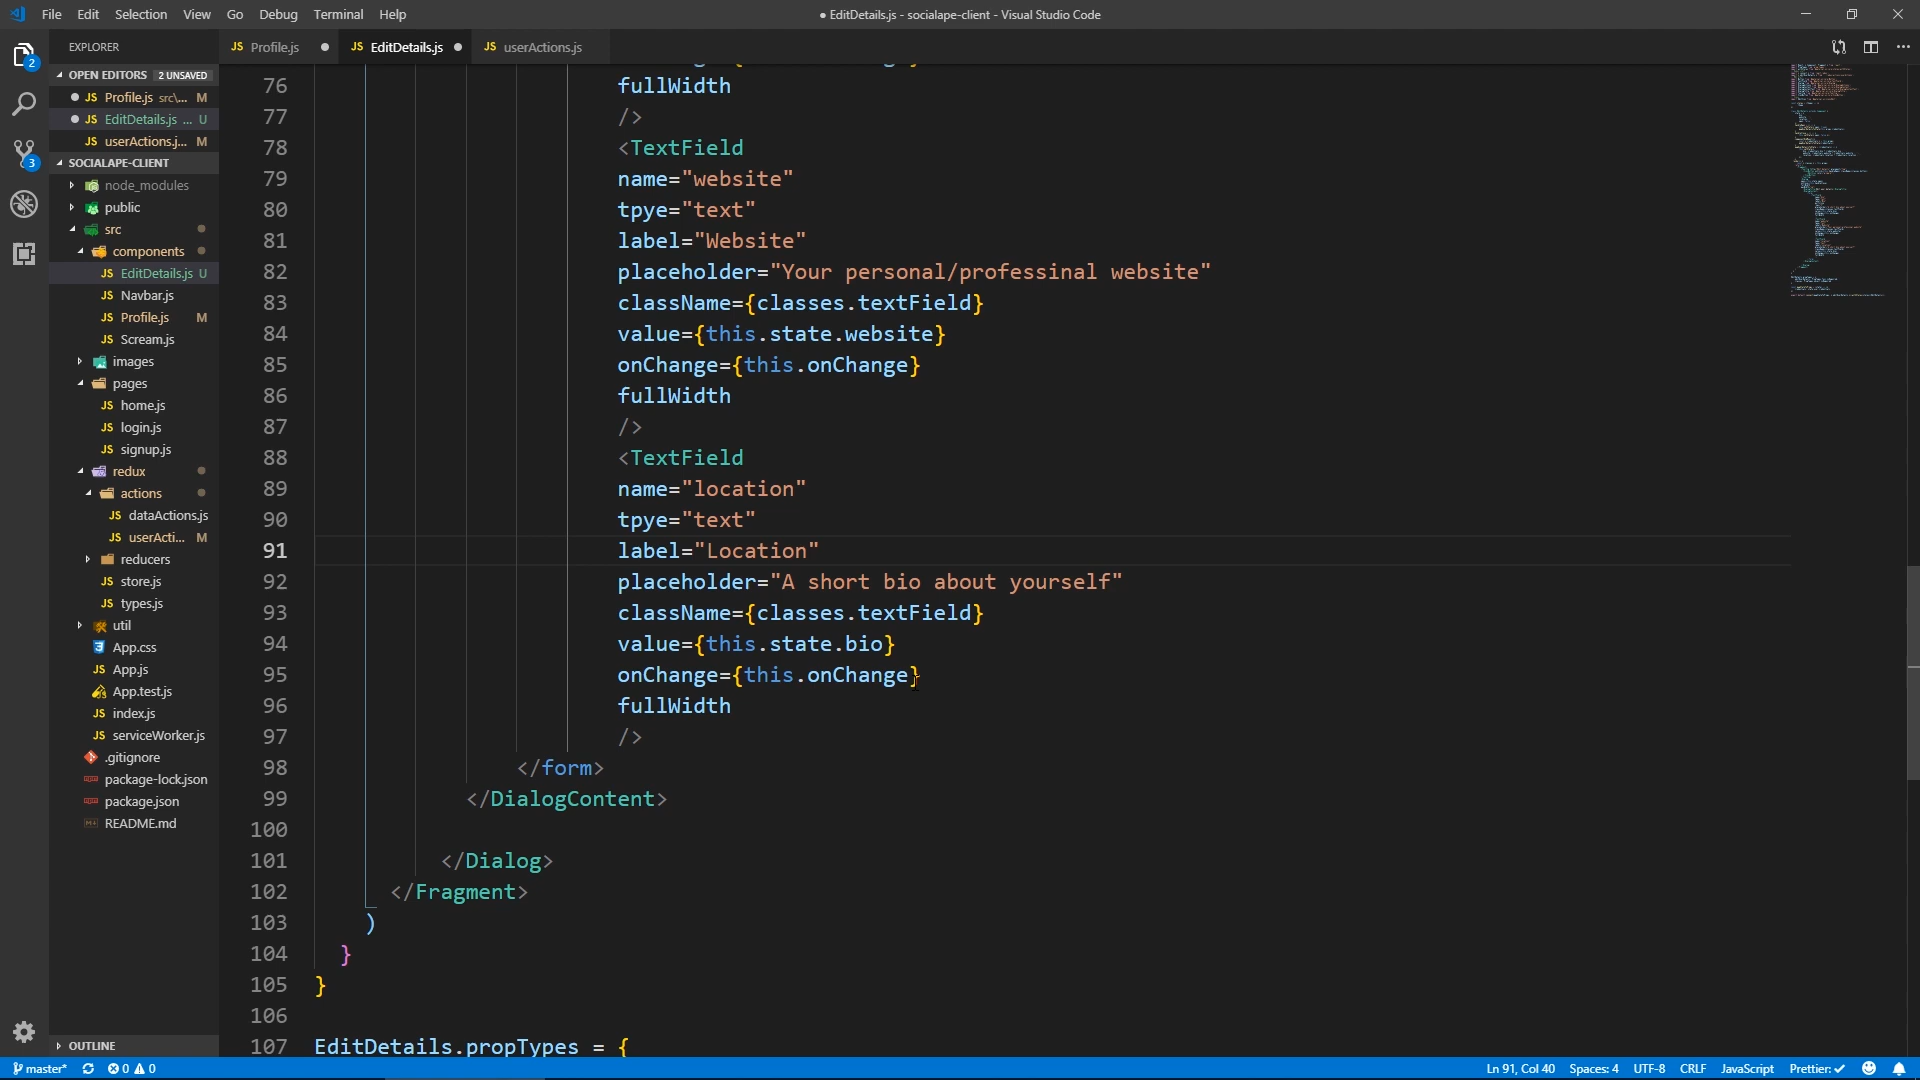 File Edit Selection View Go Debug Terminal Help
● EditDetails.js - socialape-client - Visual Studio Code
EXPLORER
JS Profile.js ●
JS EditDetails.js ●
JS userActions.js
OPEN EDITORS 2 UNSAVED
● JS Profile.js src\... M
● JS EditDetails.js ... U
JS userActions.j... M
SOCIALAPE-CLIENT
node_modules
public
src
components
JS EditDetails.js U
JS Navbar.js
JS Profile.js M
JS Scream.js
images
pages
JS home.js
JS login.js
JS signup.js
redux
actions
JS dataActions.js
JS userActi... M
reducers
JS store.js
JS types.js
util
App.css
JS App.js
App.test.js
JS index.js
JS serviceWorker.js
.gitignore
package-lock.json
package.json
README.md
OUTLINE
2
3
76 fullWidth
77 />
78 <TextField
79 name="website"
80 tpye="text"
81 label="Website"
82 placeholder="Your personal/professinal website"
83 className={classes.textField}
84 value={this.state.website}
85 onChange={this.onChange}
86 fullWidth
87 />
88 <TextField
89 name="location"
90 tpye="text"
91 label="Location"
92 placeholder="A short bio about yourself"
93 className={classes.textField}
94 value={this.state.bio}
95 onChange={this.onChange}
96 fullWidth
97 />
98 </form>
99 </DialogContent>
100
101 </Dialog>
102 </Fragment>
103 )
104 }
105 }
106
107 EditDetails.propTypes = {
master* 0 0
Ln 91, Col 40 Spaces: 4 UTF-8 CRLF JavaScript Prettier: ✓